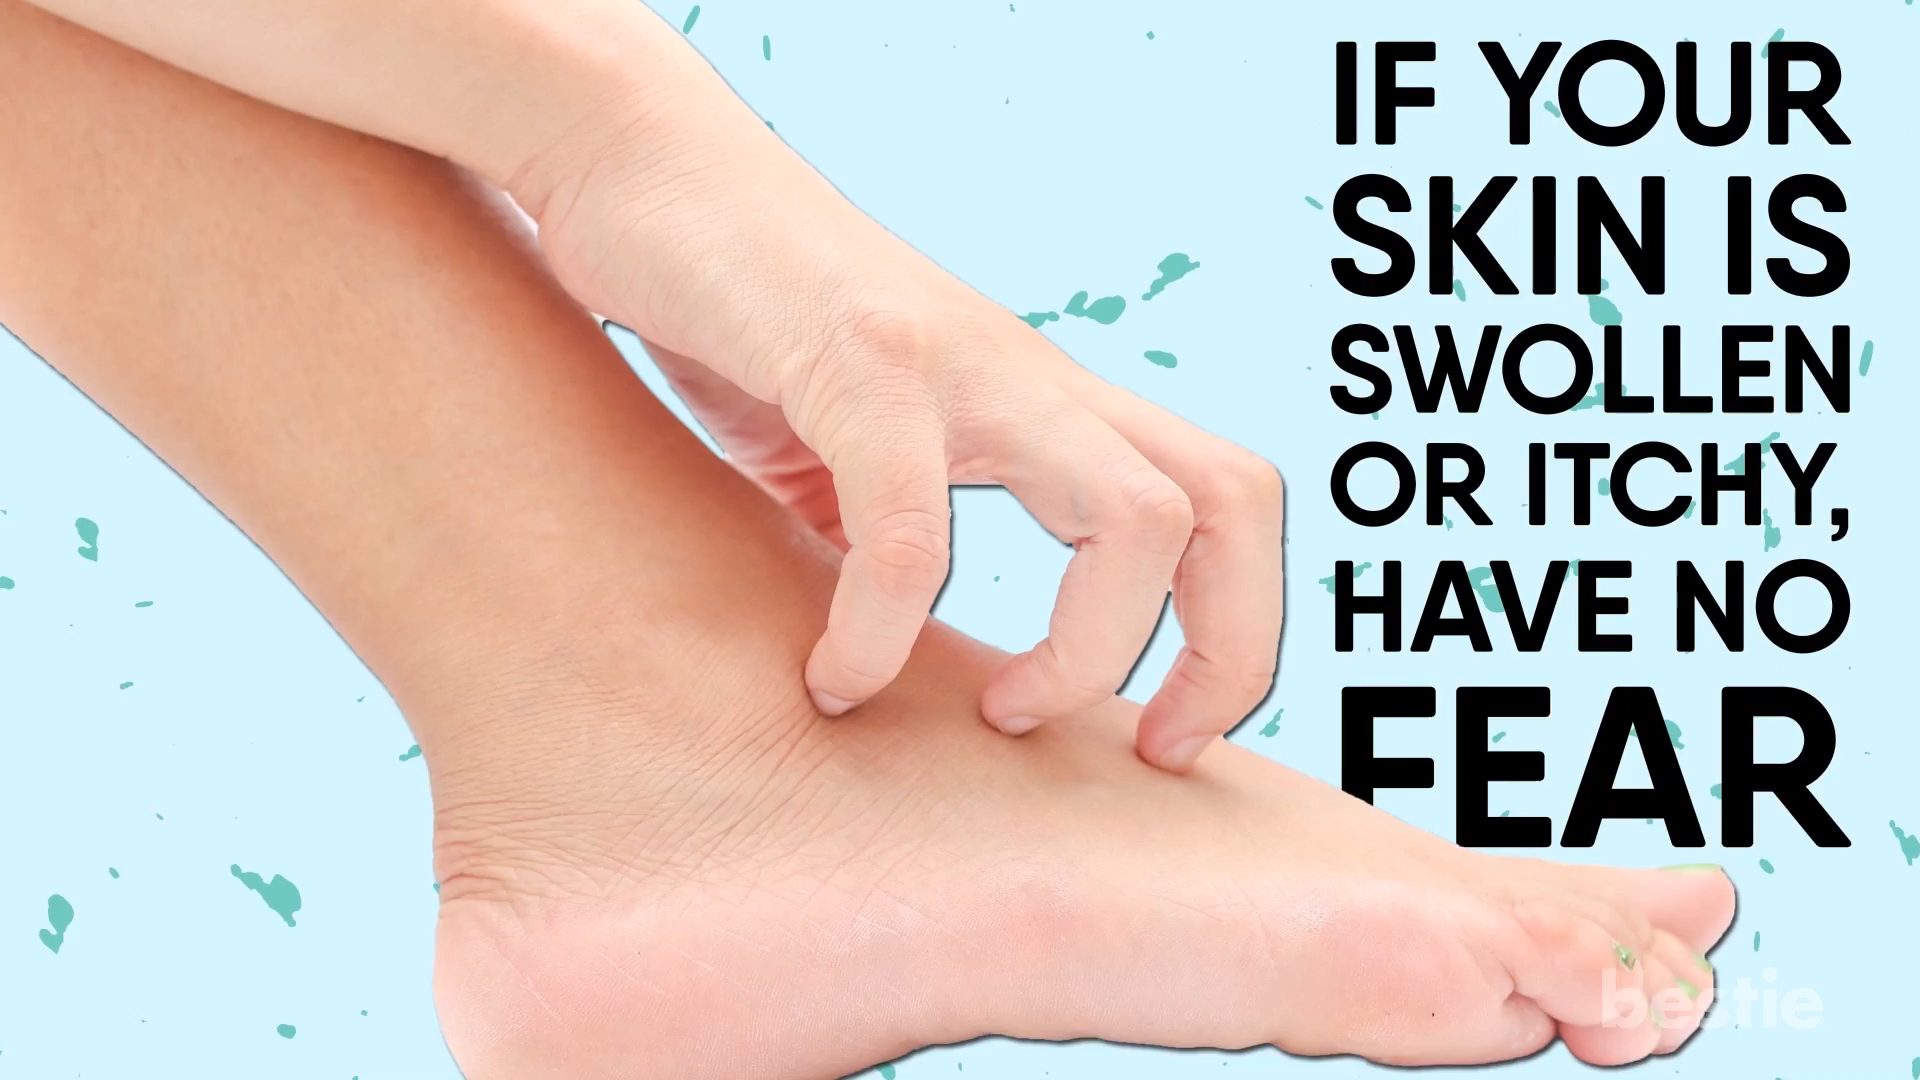 IF YOUR
SKIN IS
SWOLLEN
OR ITCHY,
HAVE NO
FEAR
bestie